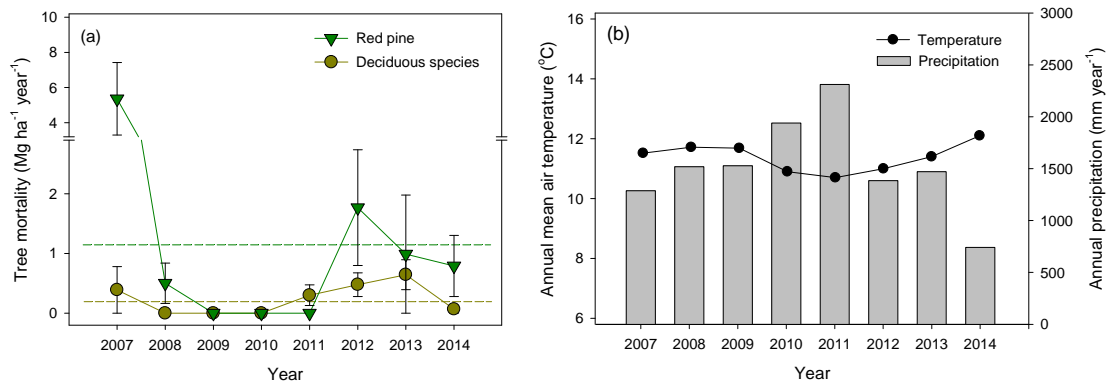 (a)
Red pine
Deciduous species
Tree mortality (Mg ha⁻¹ year⁻¹)
10
8
6
4
2
1
0
2007 2008 2009 2010 2011 2012 2013 2014
Year
(b)
Temperature
Precipitation
Annual mean air temperature (°C)
16
14
12
10
8
6
3000
2500
2000
1500
1000
500
0
Annual precipitation (mm year⁻¹)
2007 2008 2009 2010 2011 2012 2013 2014
Year